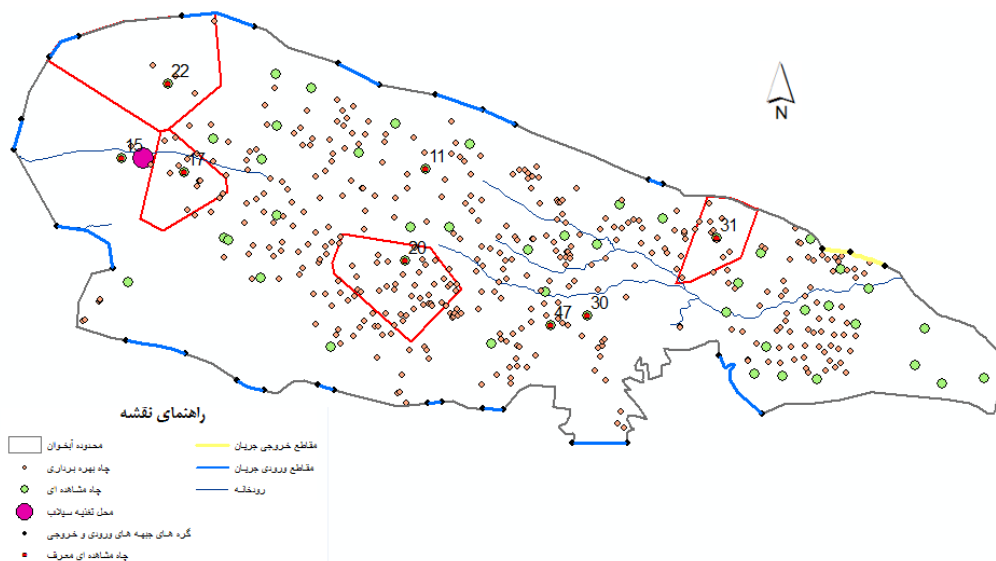 22
15
17
11
N
31
20
30
47
راهنمای نقشه
محدوده آبخوان
چاه بهره برداری
چاه مشاهده ای
محل تغذیه سیلاب
گره های جبهه های ورودی و خروجی
چاه مشاهده ای معرف
مقاطع خروجی جریان
مقاطع ورودی جریان
رودخانه